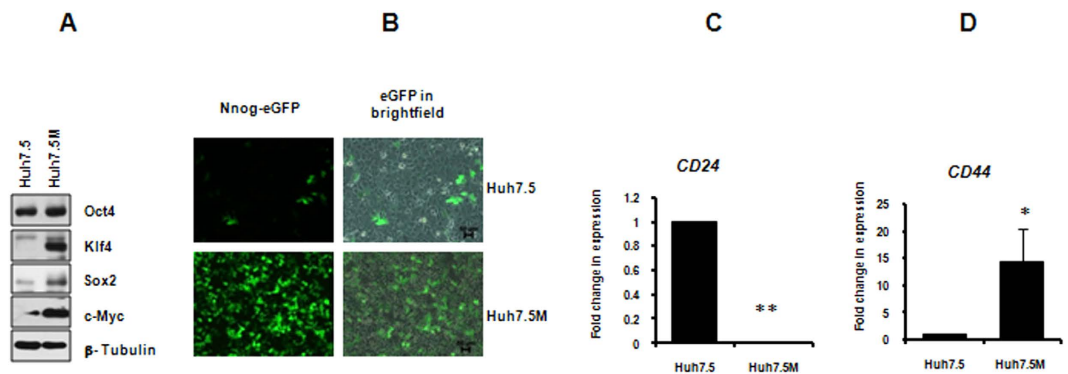 A
B
C
D
Huh7.5
Huh7.5M
Oct4
Klf4
Sox2
c-Myc
β- Tubulin
Nnog-eGFP
eGFP in
brightfield
Huh7.5
Huh7.5M
CD24
Fold change in expression
1.2
1
0.8
0.6
0.4
0.2
0
**
Huh7.5
Huh7.5M
CD44
Fold change in expression
25
20
15
10
5
0
*
Huh7.5
Huh7.5M